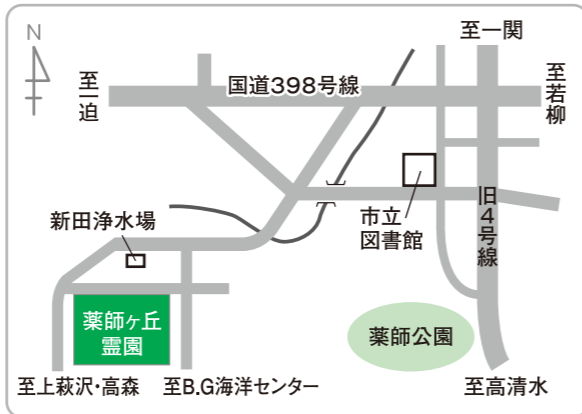 N
至一関
至一迫
国道398号線
至若柳
新田浄水場
市立
図書館
旧4号線
薬師ヶ丘
霊園
薬師公園
至上萩沢・高森
至B.G海洋センター
至高清水